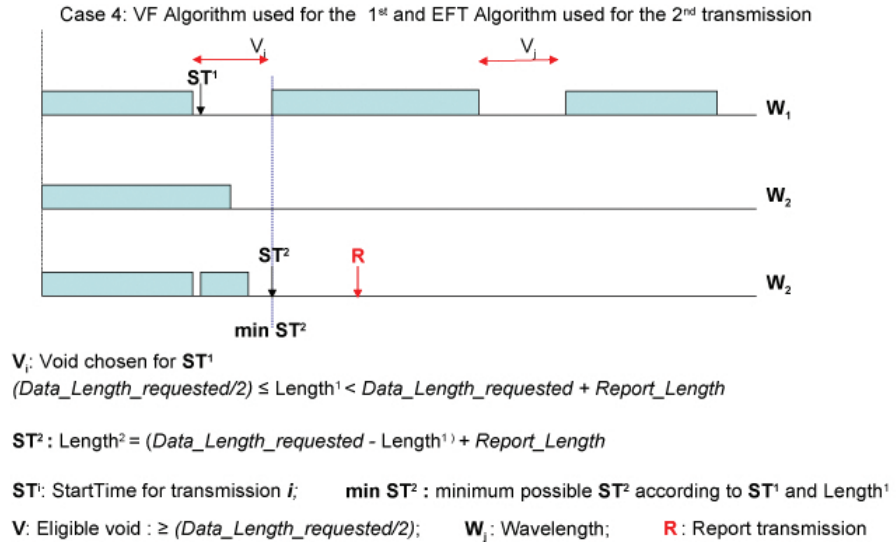 Case 4: VF Algorithm used for the 1st and EFT Algorithm used for the 2nd transmission
Vi
Vj
ST¹
W₁
W₂
ST²
R
W₂
min ST²
Vi: Void chosen for ST¹
(Data_Length_requested/2) ≤ Length¹ < Data_Length_requested + Report_Length
ST² : Length² = (Data_Length_requested - Length¹⁾ + Report_Length
STⁱ: StartTime for transmission i; min ST² : minimum possible ST² according to ST¹ and Length¹
V: Eligible void : ≥ (Data_Length_requested/2); Wj: Wavelength; R : Report transmission